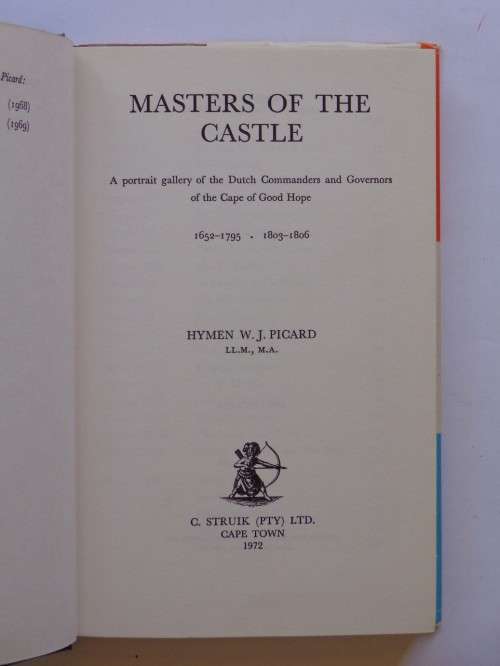 Picard:
(1968)
(1969)
MASTERS OF THE
CASTLE
A portrait gallery of the Dutch Commanders and Governors
of the Cape of Good Hope
1652–1795 . 1803–1806
HYMEN W. J. PICARD
LL.M., M.A.
C. STRUIK (PTY) LTD.
CAPE TOWN
1972